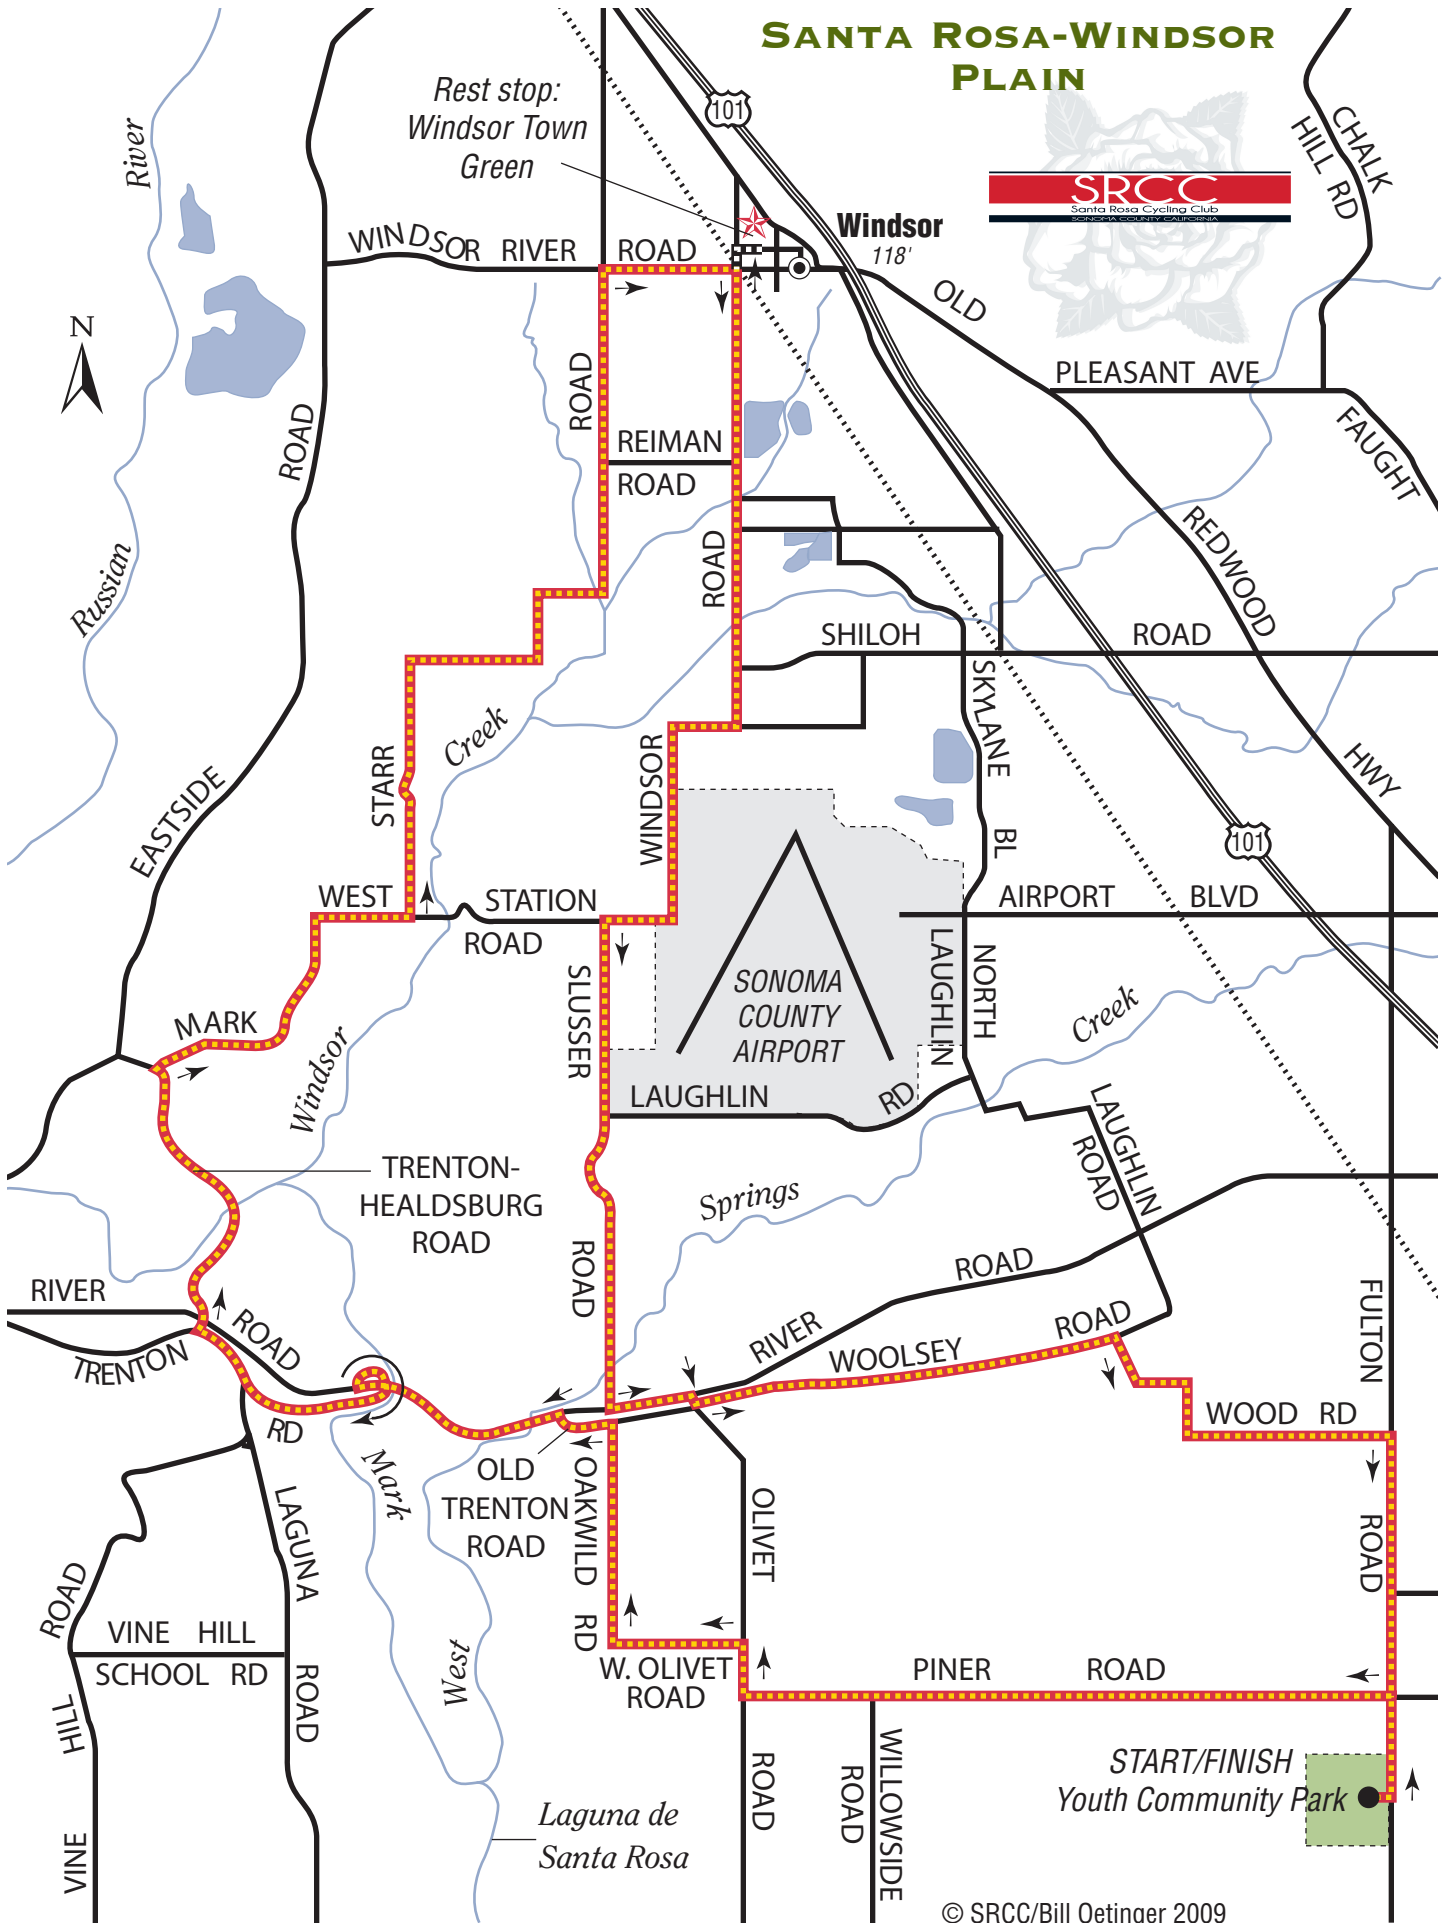 SANTA ROSA-WINDSOR
PLAIN
Rest stop:
Windsor Town
Green
101
River
CHALK
HILL RD
SRCC
Santa Rosa Cycling Club
SONOMA COUNTY CALIFORNIA
Windsor
118'
WINDSOR RIVER ROAD
OLD
N
PLEASANT AVE
ROAD
ROAD
REIMAN
ROAD
FAUGHT
REDWOOD
ROAD
Russian
SHILOH ROAD
SKYLANE
Creek
STARR
WINDSOR
HWY
EASTSIDE
BL
101
WEST STATION
ROAD
AIRPORT BLVD
SLUSSER
SONOMA
COUNTY
AIRPORT
LAUGHLIN
NORTH
Creek
MARK
Windsor
LAUGHLIN RD
LAUGHLIN
ROAD
TRENTON-
HEALDSBURG
ROAD
Springs
ROAD
ROAD
RIVER
ROAD
FULTON
RIVER
WOOLSEY ROAD
TRENTON
RD
WOOD RD
Mark
OLD
TRENTON
ROAD
OAKWILD RD
OLIVET
LAGUNA
ROAD
ROAD
VINE HILL
SCHOOL RD
West
W. OLIVET
ROAD
PINER ROAD
ROAD
HILL
START/FINISH
Youth Community Park
ROAD
ROAD
WILLOWSIDE
Laguna de
Santa Rosa
VINE
© SRCC/Bill Oetinger 2009